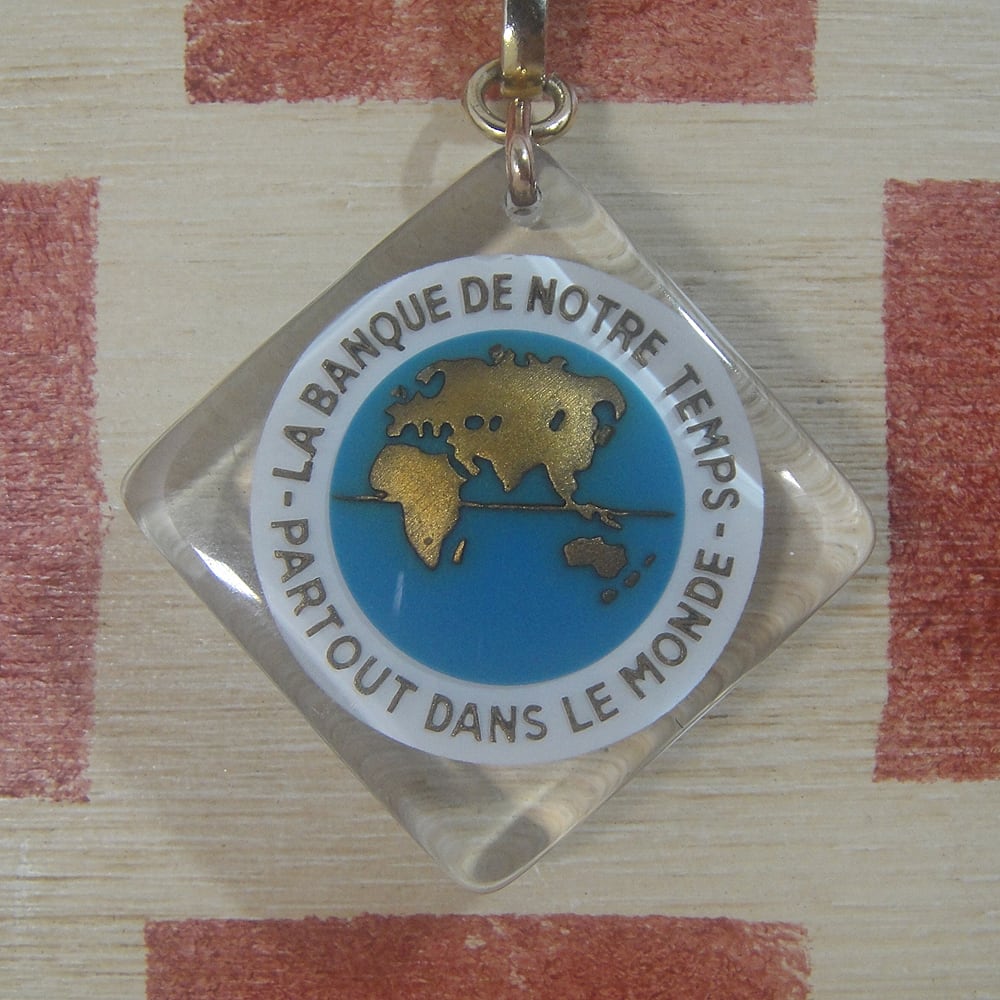 LA BANQUE DE NOTRE TEMPS -
PARTOUT DANS LE MONDE -